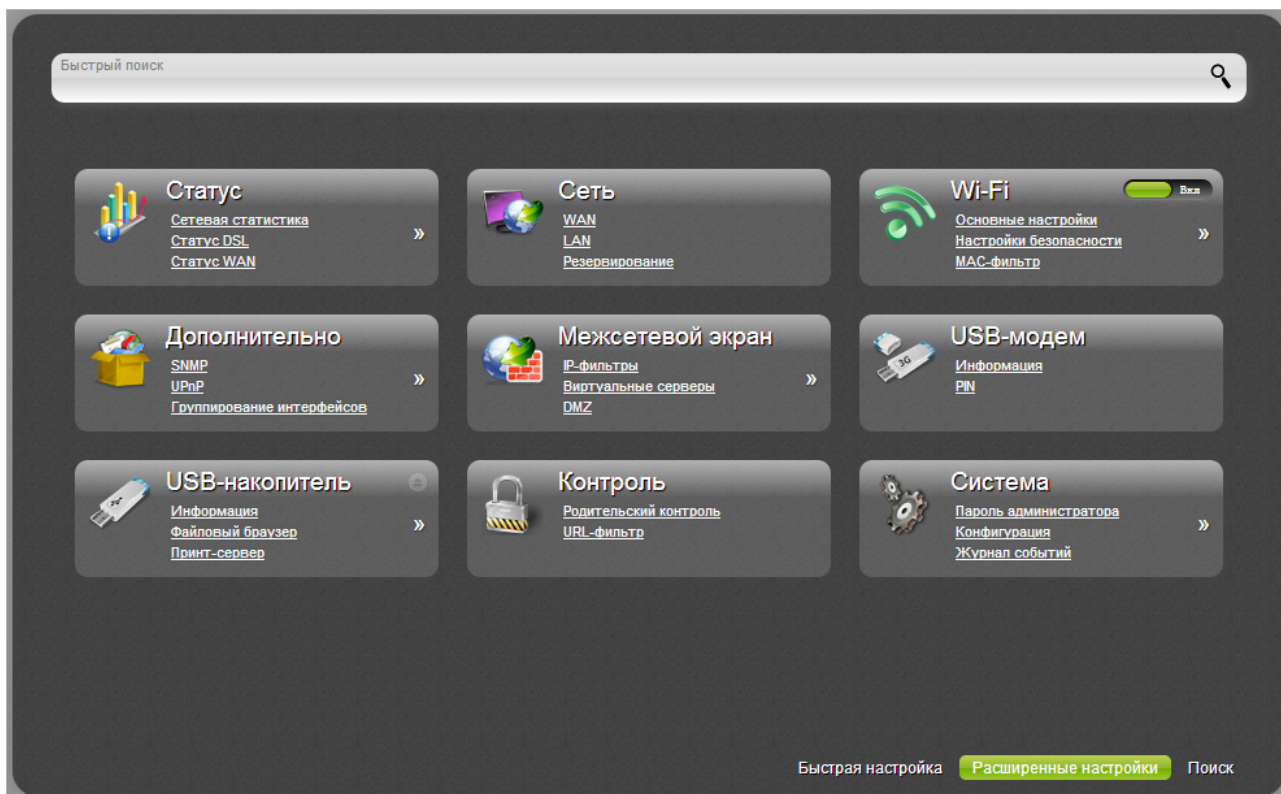 Быстрый поиск
Статус
Сетевая статистика
Статус DSL
Статус WAN
»
Сеть
WAN
LAN
Резервирование
Wi-Fi
Вкл
Основные настройки
Настройки безопасности
MAC-фильтр
»
Дополнительно
SNMP
UPnP
Группирование интерфейсов
»
Межсетевой экран
IP-фильтры
Виртуальные серверы
DMZ
»
3G
USB-модем
Информация
PIN
USB-накопитель
Информация
Файловый браузер
Принт-сервер
»
Контроль
Родительский контроль
URL-фильтр
Система
Пароль администратора
Конфигурация
Журнал событий
»
Быстрая настройка Расширенные настройки Поиск